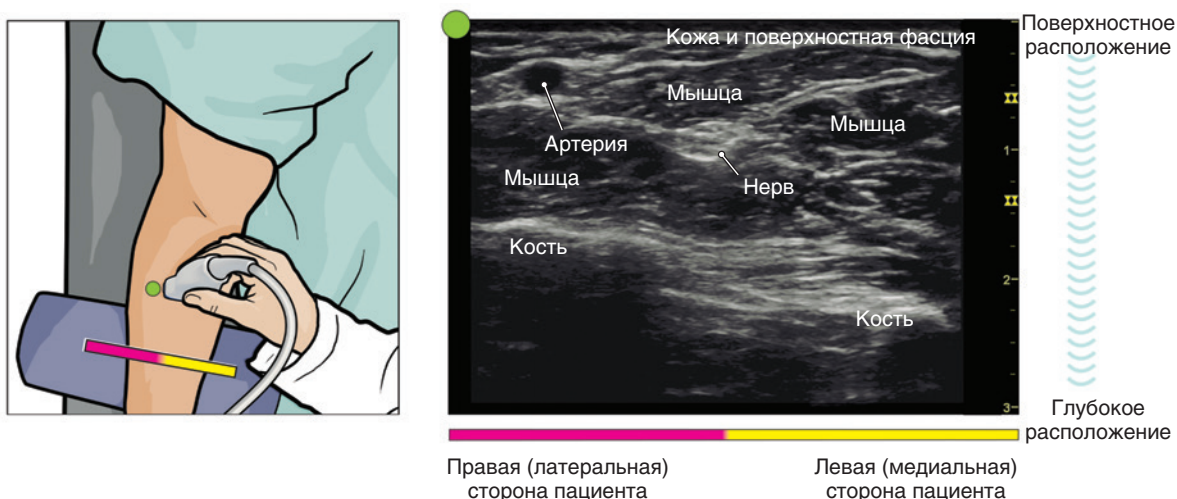 Кожа и поверхностная фасция
Мышца
Мышца
Артерия
Мышца
Нерв
Кость
Кость
1
2
3
Поверхностное
расположение
Глубокое
расположение
Правая (латеральная)
сторона пациента
Левая (медиальная)
сторона пациента